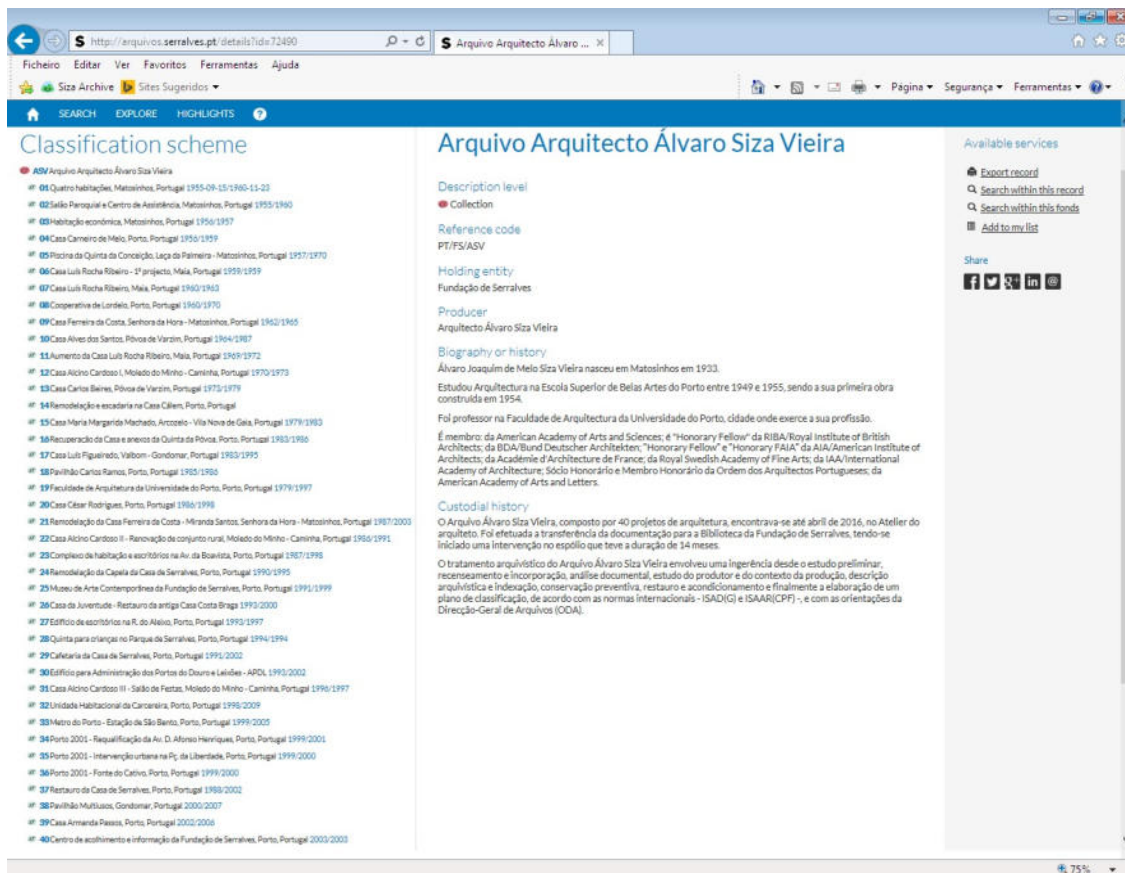 http://arquivos.serralves.pt/details?id=72490
S Arquivo Arquitecto Álvaro ... ×
Ficheiro Editar Ver Favoritos Ferramentas Ajuda
Siza Archive Sites Sugeridos
Página Segurança Ferramentas
SEARCH EXPLORE HIGHLIGHTS ?
Classification scheme
ASV Arquivo Arquitecto Álvaro Siza Vieira
01 Quatro habitações, Matosinhos, Portugal 1955-09-15/1960-11-23
02 Salão Paroquial e Centro de Assistência, Matosinhos, Portugal 1955/1960
03 Habitação económica, Matosinhos, Portugal 1956/1957
04 Casa Carneiro de Melo, Porto, Portugal 1956/1959
05 Piscina da Quinta da Conceição, Leça da Palmeira - Matosinhos, Portugal 1957/1970
06 Casa Luís Rocha Ribeiro - 1º projecto, Maia, Portugal 1959/1959
07 Casa Luís Rocha Ribeiro, Maia, Portugal 1960/1963
08 Cooperativa de Lordelo, Porto, Portugal 1960/1970
09 Casa Ferreira da Costa, Senhora da Hora - Matosinhos, Portugal 1962/1965
10 Casa Alves dos Santos, Póvoa de Varzim, Portugal 1964/1987
11 Aumento da Casa Luís Rocha Ribeiro, Maia, Portugal 1969/1972
12 Casa Alcino Cardoso I, Moledo do Minho - Caminha, Portugal 1970/1973
13 Casa Carlos Beires, Póvoa de Varzim, Portugal 1973/1979
14 Remodelação e escadaria na Casa Cálem, Porto, Portugal
15 Casa Maria Margarida Machado, Arcozelo - Vila Nova de Gaia, Portugal 1979/1983
16 Recuperação da Casa e anexos da Quinta da Póvoa, Porto, Portugal 1983/1986
17 Casa Luís Figueiredo, Valbom - Gondomar, Portugal 1983/1995
18 Pavilhão Carlos Ramos, Porto, Portugal 1985/1986
19 Faculdade de Arquitetura da Universidade do Porto, Porto, Portugal 1979/1997
20 Casa César Rodrigues, Porto, Portugal 1986/1998
21 Remodelação da Casa Ferreira da Costa - Miranda Santos, Senhora da Hora - Matosinhos, Portugal 1987/2003
22 Casa Alcino Cardoso II - Renovação de conjunto rural, Moledo do Minho - Caminha, Portugal 1986/1991
23 Complexo de habitação e escritórios na Av. da Boavista, Porto, Portugal 1987/1998
24 Remodelação da Capela da Casa de Serralves, Porto, Portugal 1990/1995
25 Museu de Arte Contemporânea da Fundação de Serralves, Porto, Portugal 1991/1999
26 Casa da Juventude - Restauro da antiga Casa Costa Braga 1993/2000
27 Edifício de escritórios na R. do Aleixo, Porto, Portugal 1993/1997
28 Quinta para crianças no Parque de Serralves, Porto, Portugal 1994/1994
29 Cafetaria da Casa de Serralves, Porto, Portugal 1991/2002
30 Edifício para Administração dos Portos do Douro e Leixões - APDL 1993/2002
31 Casa Alcino Cardoso III - Salão de Festas, Moledo do Minho - Caminha, Portugal 1996/1997
32 Unidade Habitacional da Carcereira, Porto, Portugal 1998/2009
33 Metro do Porto - Estação de São Bento, Porto, Portugal 1999/2005
34 Porto 2001 - Requalificação da Av. D. Afonso Henriques, Porto, Portugal 1999/2001
35 Porto 2001 - Intervenção urbana na Pç. da Liberdade, Porto, Portugal 1999/2000
36 Porto 2001 - Fonte do Cativo, Porto, Portugal 1999/2000
37 Restauro da Casa de Serralves, Porto, Portugal 1988/2002
38 Pavilhão Multiusos, Gondomar, Portugal 2000/2007
39 Casa Armanda Passos, Porto, Portugal 2002/2006
40 Centro de acolhimento e informação da Fundação de Serralves, Porto, Portugal 2003/2003
Arquivo Arquitecto Álvaro Siza Vieira
Description level
Collection
Reference code
PT/FS/ASV
Holding entity
Fundação de Serralves
Producer
Arquitecto Álvaro Siza Vieira
Biography or history
Álvaro Joaquim de Melo Siza Vieira nasceu em Matosinhos em 1933.
Estudou Arquitectura na Escola Superior de Belas Artes do Porto entre 1949 e 1955, sendo a sua primeira obra
construída em 1954.
Foi professor na Faculdade de Arquitectura da Universidade do Porto, cidade onde exerce a sua profissão.
É membro: da American Academy of Arts and Sciences; é "Honorary Fellow" da RIBA/Royal Institute of British
Architects; da BDA/Bund Deutscher Architekten; "Honorary Fellow" e "Honorary FAIA" da AIA/American Institute of
Architects; da Académie d'Architecture de France; da Royal Swedish Academy of Fine Arts; da IAA/International
Academy of Architecture; Sócio Honorário e Membro Honorário da Ordem dos Arquitectos Portugueses; da
American Academy of Arts and Letters.
Custodial history
O Arquivo Álvaro Siza Vieira, composto por 40 projetos de arquitetura, encontrava-se até abril de 2016, no Atelier do
arquiteto. Foi efetuada a transferência da documentação para a Biblioteca da Fundação de Serralves, tendo-se
iniciado uma intervenção no espólio que teve a duração de 14 meses.
O tratamento arquivístico do Arquivo Álvaro Siza Vieira envolveu uma ingerência desde o estudo preliminar,
recenseamento e incorporação, análise documental, estudo do produtor e do contexto da produção, descrição
arquivística e indexação, conservação preventiva, restauro e acondicionamento e finalmente a elaboração de um
plano de classificação, de acordo com as normas internacionais - ISAD(G) e ISAAR(CPF) -, e com as orientações da
Direcção-Geral de Arquivos (ODA).
Available services
Export record
Search within this record
Search within this fonds
Add to my list
Share
75%